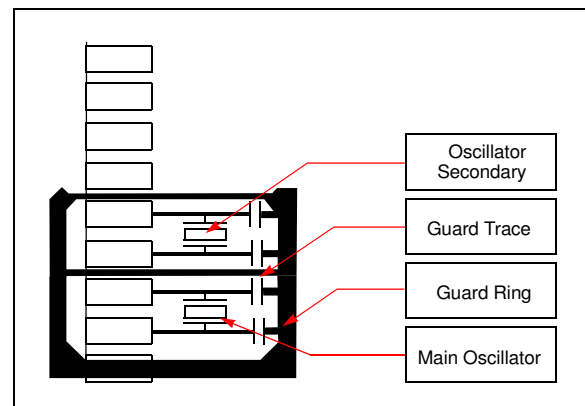 Oscillator
Secondary
Guard Trace
Guard Ring
Main Oscillator